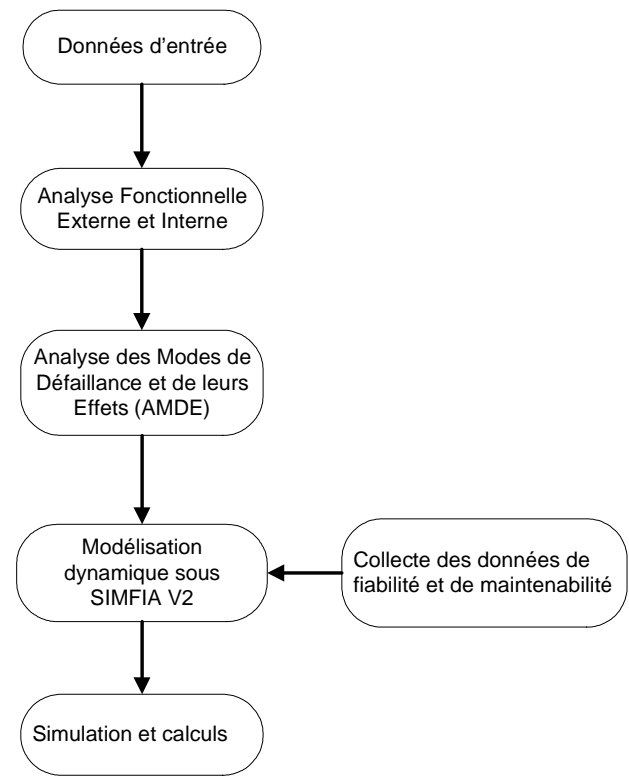 Données d'entrée
Analyse Fonctionnelle
Externe et Interne
Analyse des Modes de
Défaillance et de leurs
Effets (AMDE)
Modélisation
dynamique sous
SIMFIA V2
Collecte des données de
fiabilité et de maintenabilité
Simulation et calculs